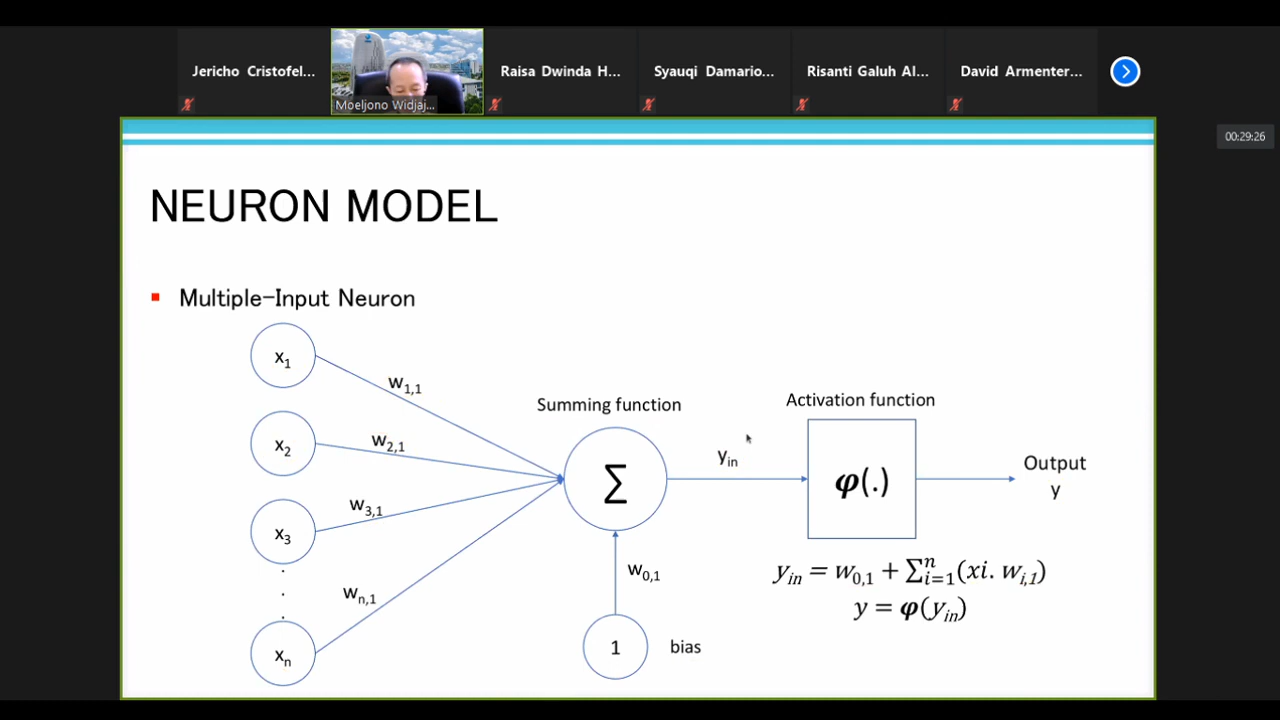 Jericho Cristofel...
Moeljono Widjaj...
Raisa Dwinda H...
Syauqi Damario...
Risanti Galuh Al...
David Armenter...
00:29:26
NEURON MODEL
▪ Multiple-Input Neuron
x1
w1,1
Summing function
Activation function
x2
w2,1
yin
∑
φ(.)
Output
y
x3
w3,1
w0,1
yin = w0,1 + ∑ⁿᵢ₌₁(xi. wi,1)
y = φ(yin)
.
.
.
wn,1
xn
1
bias